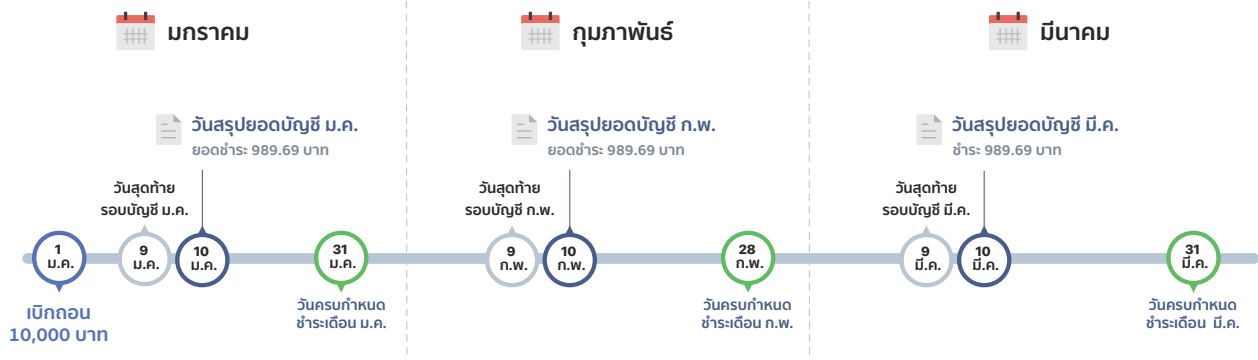 มกราคม
กุมภาพันธ์
มีนาคม
วันสรุปยอดบัญชี ม.ค.
ยอดชำระ 989.69 บาท
วันสรุปยอดบัญชี ก.พ.
ยอดชำระ 989.69 บาท
วันสรุปยอดบัญชี มี.ค.
ชำระ 989.69 บาท
วันสุดท้าย
รอบบัญชี ม.ค.
วันสุดท้าย
รอบบัญชี ก.พ.
วันสุดท้าย
รอบบัญชี มี.ค.
1
ม.ค.
9
ม.ค.
10
ม.ค.
31
ม.ค.
9
ก.พ.
10
ก.พ.
28
ก.พ.
9
มี.ค.
10
มี.ค.
31
มี.ค.
เบิกถอน
10,000 บาท
วันครบกำหนด
ชำระเดือน ม.ค.
วันครบกำหนด
ชำระเดือน ก.พ.
วันครบกำหนด
ชำระเดือน มี.ค.